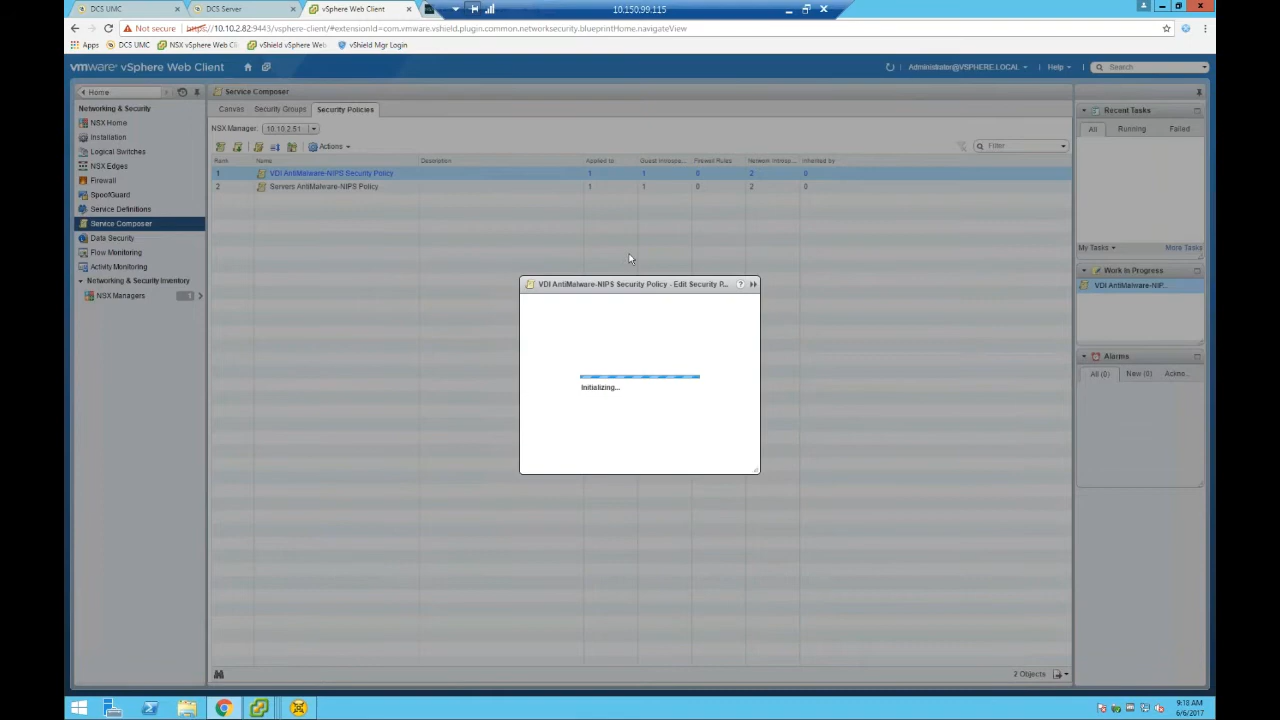 DCS UMC
DCS Server
vSphere Web Client
10.150.99.115
Not secure
https://10.10.2.82:9443/vsphere-client/#extensionId=com.vmware.vshield.plugin.common.networksecurity.blueprintHome.navigateView
Apps
DCS UMC
NSX vSphere Web Cli
vShield vSphere Web
vShield Mgr Login
vmware® vSphere Web Client
Administrator@VSPHERE.LOCAL
Help
Search
Home
Networking & Security
NSX Home
Installation
Logical Switches
NSX Edges
Firewall
SpoofGuard
Service Definitions
Service Composer
Data Security
Flow Monitoring
Activity Monitoring
Networking & Security Inventory
NSX Managers
1
Service Composer
Canvas
Security Groups
Security Policies
NSX Manager:
10.10.2.51
Actions
Filter
Rank
Name
Description
Applied to
Guest Introspe...
Firewall Rules
Network Introsp...
Inherited by
1
VDI AntiMalware-NIPS Security Policy
1
1
0
2
0
2
Servers AntiMalware-NIPS Policy
1
1
0
2
0
VDI AntiMalware-NIPS Security Policy - Edit Security P...
?
Initializing...
2 Objects
Recent Tasks
All
Running
Failed
My Tasks
More Tasks
Work In Progress
VDI AntiMalware-NIP...
Alarms
All (0)
New (0)
Ackno...
9:18 AM
6/6/2017